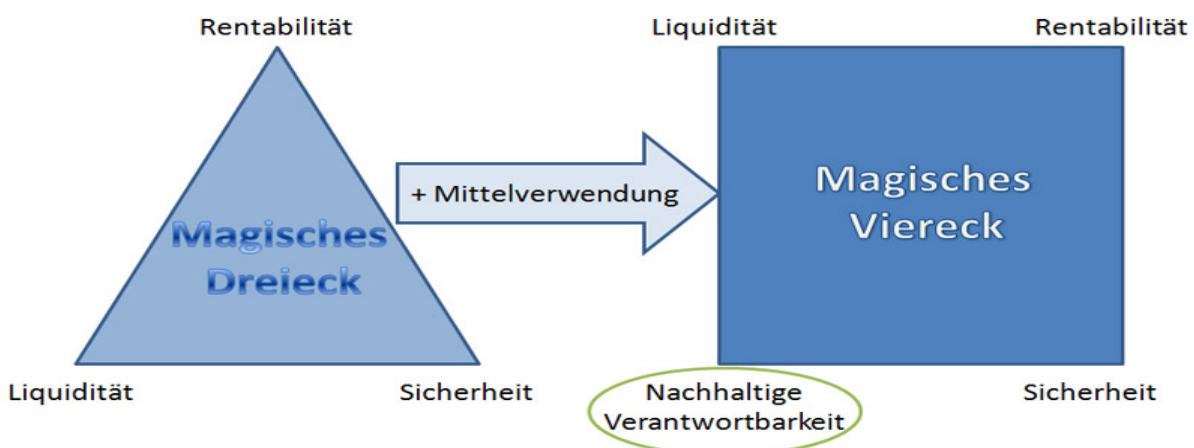 Rentabilität
Magisches
Dreieck
Liquidität
Sicherheit
+ Mittelverwendung
Liquidität
Rentabilität
Magisches
Viereck
Nachhaltige
Verantwortbarkeit
Sicherheit